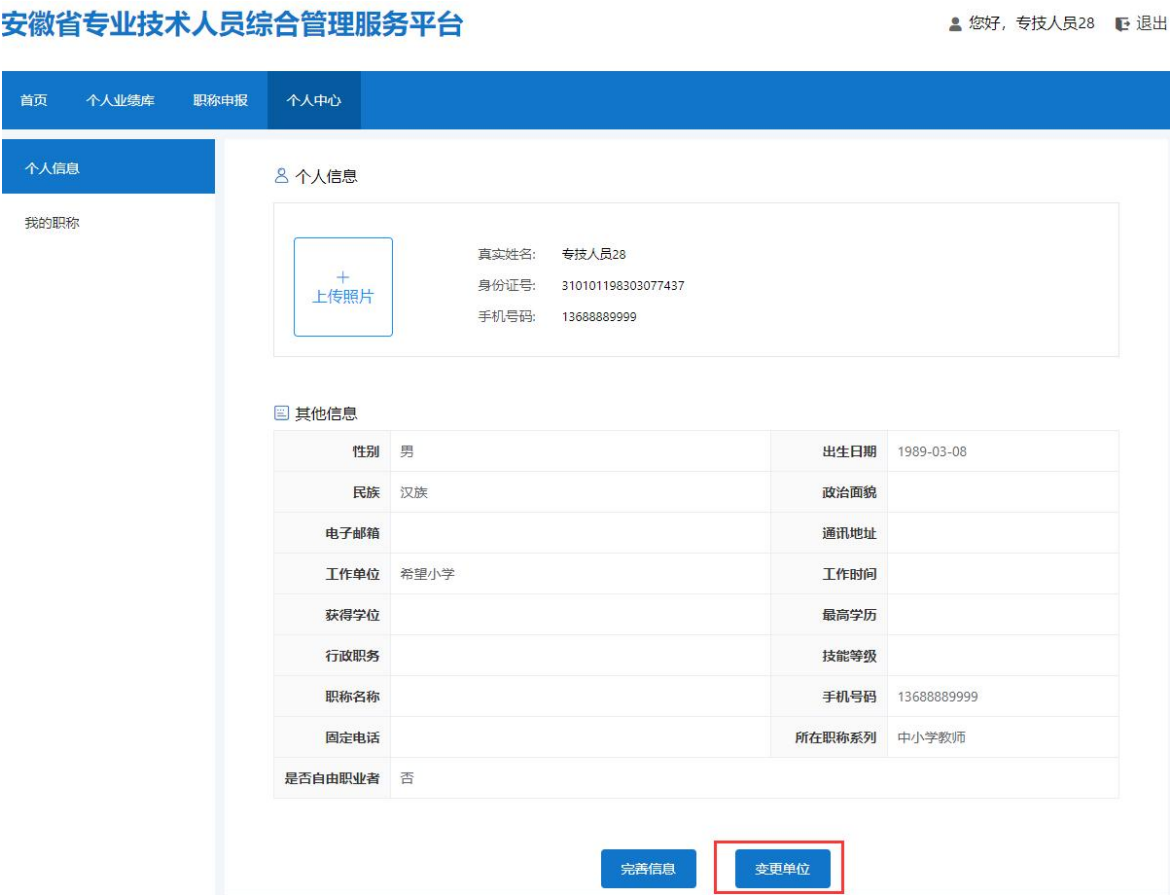 安徽省专业技术人员综合管理服务平台
您好，专技人员28 退出
首页 个人业绩库 职称申报 个人中心
个人信息
我的职称
个人信息
上传照片
真实姓名: 专技人员28
身份证号: 310101198303077437
手机号码: 13688889999
其他信息
性别 男 出生日期 1989-03-08
民族 汉族 政治面貌
电子邮箱 通讯地址
工作单位 希望小学 工作时间
获得学位 最高学历
行政职务 技能等级
职称名称 手机号码 13688889999
固定电话 所在职称系列 中小学教师
是否自由职业者 否
完善信息 变更单位